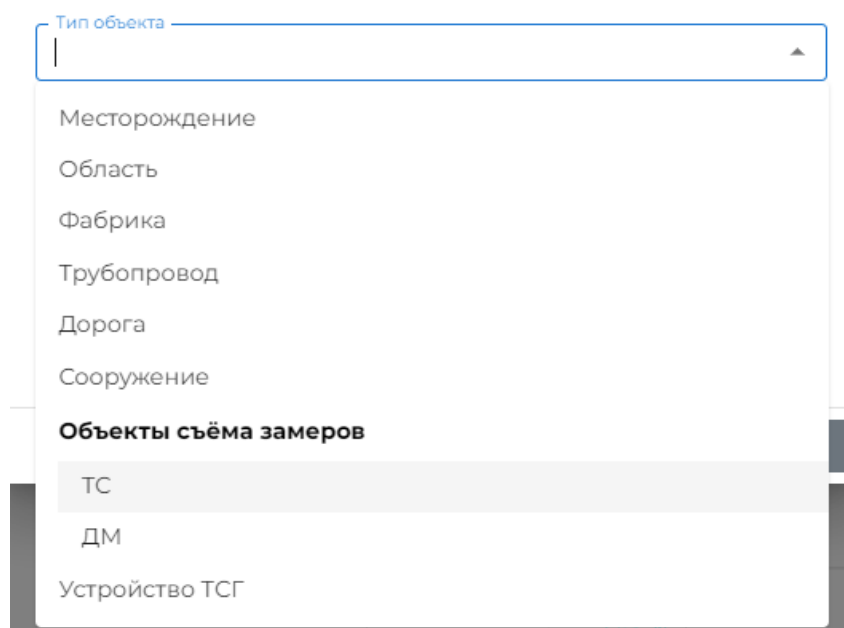 Тип объекта
Месторождение
Область
Фабрика
Трубопровод
Дорога
Сооружение
Объекты съёма замеров
ТС
ДМ
Устройство ТСГ